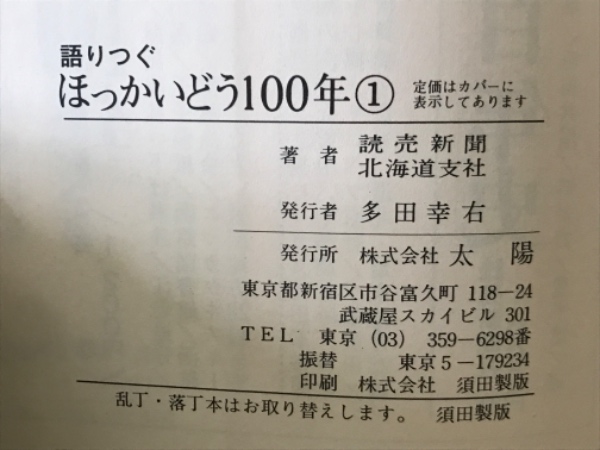 語りつぐ
ほっかいどう100年①
定価はカバーに
表示してあります
著者 読売新聞
北海道支社
発行者 多田幸右
発行所 株式会社 太陽
東京都新宿区市谷富久町 118－24
武蔵屋スカイビル 301
TEL 東京 (03) 359－6298番
振替 東京5－179234
印刷 株式会社 須田製版
乱丁・落丁本はお取り替えします。 須田製版